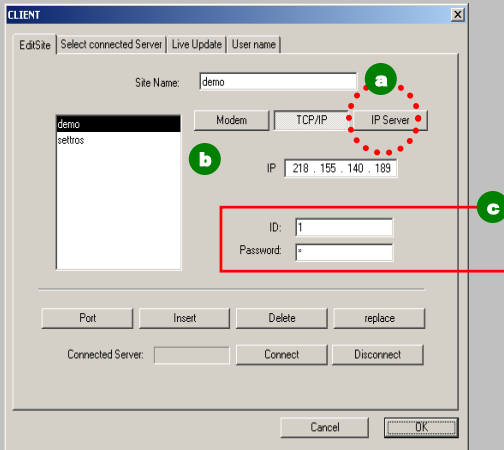 CLIENT
EditSite Select connected Server Live Update User name
Site Name: demo
a
demo
settros
Modem TCP/IP IP Server
b
IP 218 . 155 . 140 . 189
c
ID: 1
Password: *
Port Insert Delete replace
Connected Server: Connect Disconnect
Cancel OK